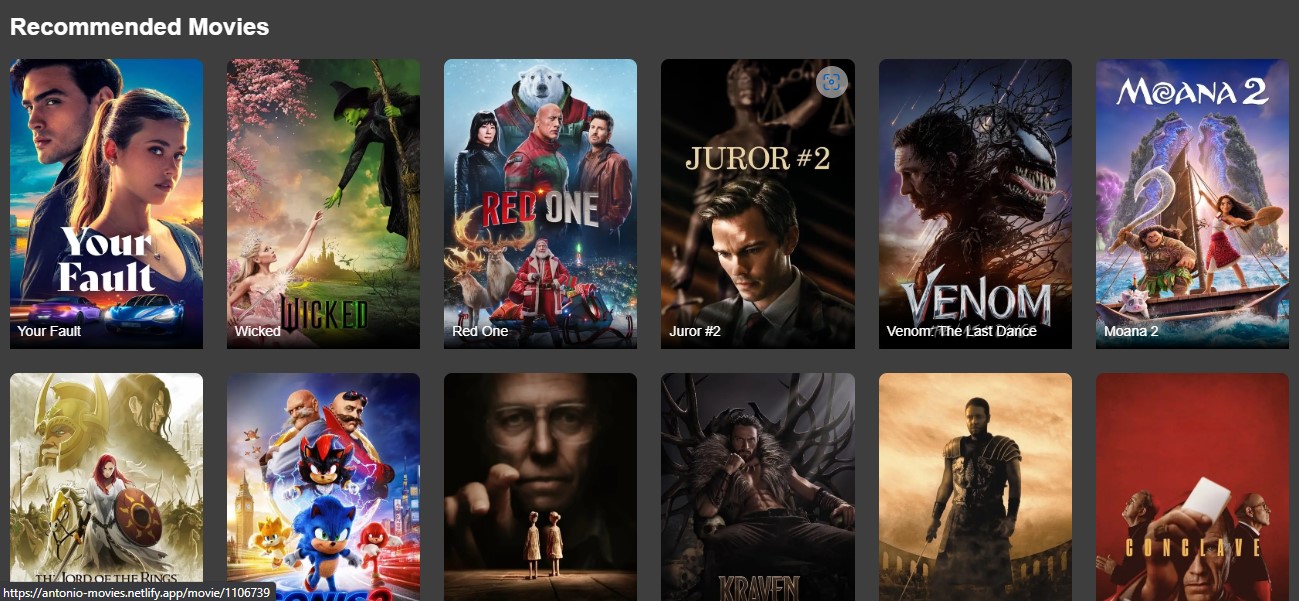 Recommended Movies
Your
Fault
Your Fault
WICKED
Wicked
RED ONE
Red One
JUROR #2
Juror #2
VENOM
Venom: The Last Dance
MOANA 2
Moana 2
THE LORD OF THE RINGS
KRAVEN
CONCLAVE
https://antonio-movies.netlify.app/movie/1106739